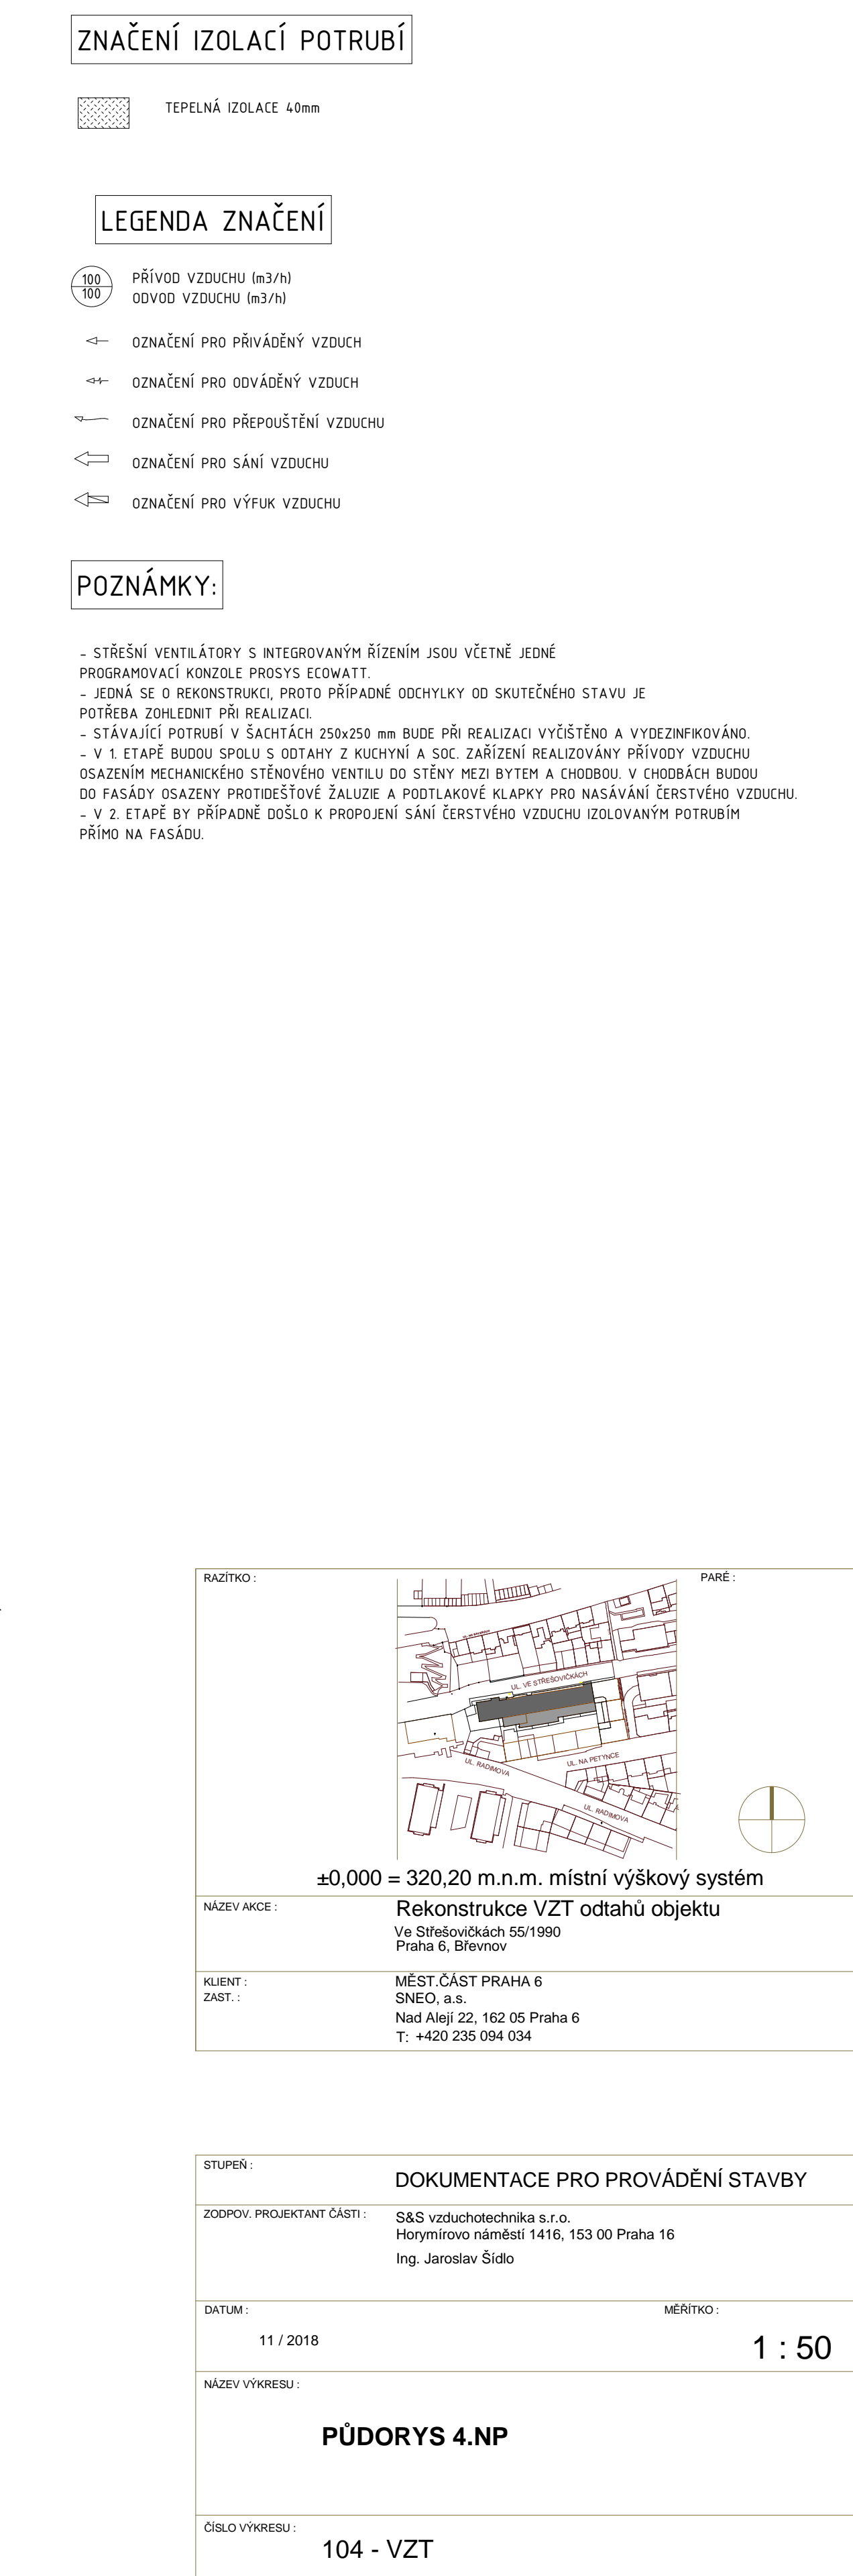 ZNAČENÍ IZOLACÍ POTRUBÍ
TEPELNÁ IZOLACE 40mm
LEGENDA ZNAČENÍ
100
100
PŘÍVOD VZDUCHU (m3/h)
ODVOD VZDUCHU (m3/h)
OZNAČENÍ PRO PŘIVÁDĚNÝ VZDUCH
OZNAČENÍ PRO ODVÁDĚNÝ VZDUCH
OZNAČENÍ PRO PŘEPOUŠTĚNÍ VZDUCHU
OZNAČENÍ PRO SÁNÍ VZDUCHU
OZNAČENÍ PRO VÝFUK VZDUCHU
POZNÁMKY:
- STŘEŠNÍ VENTILÁTORY S INTEGROVANÝM ŘÍZENÍM JSOU VČETNĚ JEDNÉ
PROGRAMOVACÍ KONZOLE PROSYS ECOWATT.
- JEDNÁ SE O REKONSTRUKCI, PROTO PŘÍPADNÉ ODCHYLKY OD SKUTEČNÉHO STAVU JE
POTŘEBA ZOHLEDNIT PŘI REALIZACI.
- STÁVAJÍCÍ POTRUBÍ V ŠACHTÁCH 250x250 mm BUDE PŘI REALIZACI VYČIŠTĚNO A VYDEZINFIKOVÁNO.
- V 1. ETAPĚ BUDOU SPOLU S ODTAHY Z KUCHYNÍ A SOC. ZAŘÍZENÍ REALIZOVÁNY PŘÍVODY VZDUCHU
OSAZENÍM MECHANICKÉHO STĚNOVÉHO VENTILU DO STĚNY MEZI BYTEM A CHODBOU. V CHODBÁCH BUDOU
DO FASÁDY OSAZENY PROTIDEŠŤOVÉ ŽALUZIE A PODTLAKOVÉ KLAPKY PRO NASÁVÁNÍ ČERSTVÉHO VZDUCHU.
- V 2. ETAPĚ BY PŘÍPADNĚ DOŠLO K PROPOJENÍ SÁNÍ ČERSTVÉHO VZDUCHU IZOLOVANÝM POTRUBÍM
PŘÍMO NA FASÁDU.
RAZÍTKO :
PARÉ :
UL. VE STŘEŠOVIČKÁCH
UL. RADIMOVA
UL. NA PETYNCE
UL. RADIMOVA
±0,000 = 320,20 m.n.m. místní výškový systém
NÁZEV AKCE :
Rekonstrukce VZT odtahů objektu
Ve Střešovičkách 55/1990
Praha 6, Břevnov
KLIENT :
MĚST.ČÁST PRAHA 6
ZAST. :
SNEO, a.s.
Nad Alejí 22, 162 05 Praha 6
T: +420 235 094 034
STUPEŇ :
DOKUMENTACE PRO PROVÁDĚNÍ STAVBY
ZODPOV. PROJEKTANT ČÁSTI :
S&S vzduchotechnika s.r.o.
Horymírovo náměstí 1416, 153 00 Praha 16
Ing. Jaroslav Šídlo
DATUM :
MĚŘÍTKO :
11 / 2018
1 : 50
NÁZEV VÝKRESU :
PŮDORYS 4.NP
ČÍSLO VÝKRESU :
104 - VZT